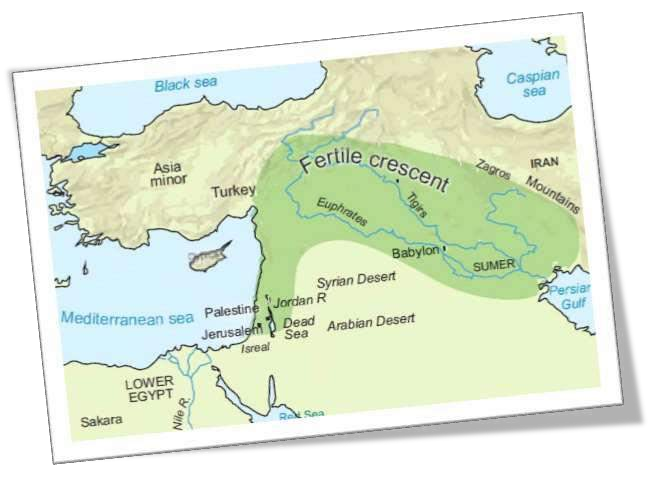 Black sea
Caspian
sea
Asia
minor
Turkey
Fertile crescent
Zagros
Mountains
IRAN
Tigirs
Euphrates
Babylon
SUMER
Persian
Gulf
Syrian Desert
Arabian Desert
Mediterranean sea
Palestine
Jordan R
Jerusalem
Dead
Sea
Isreal
LOWER
EGYPT
Nile R.
Sakara
Red Sea